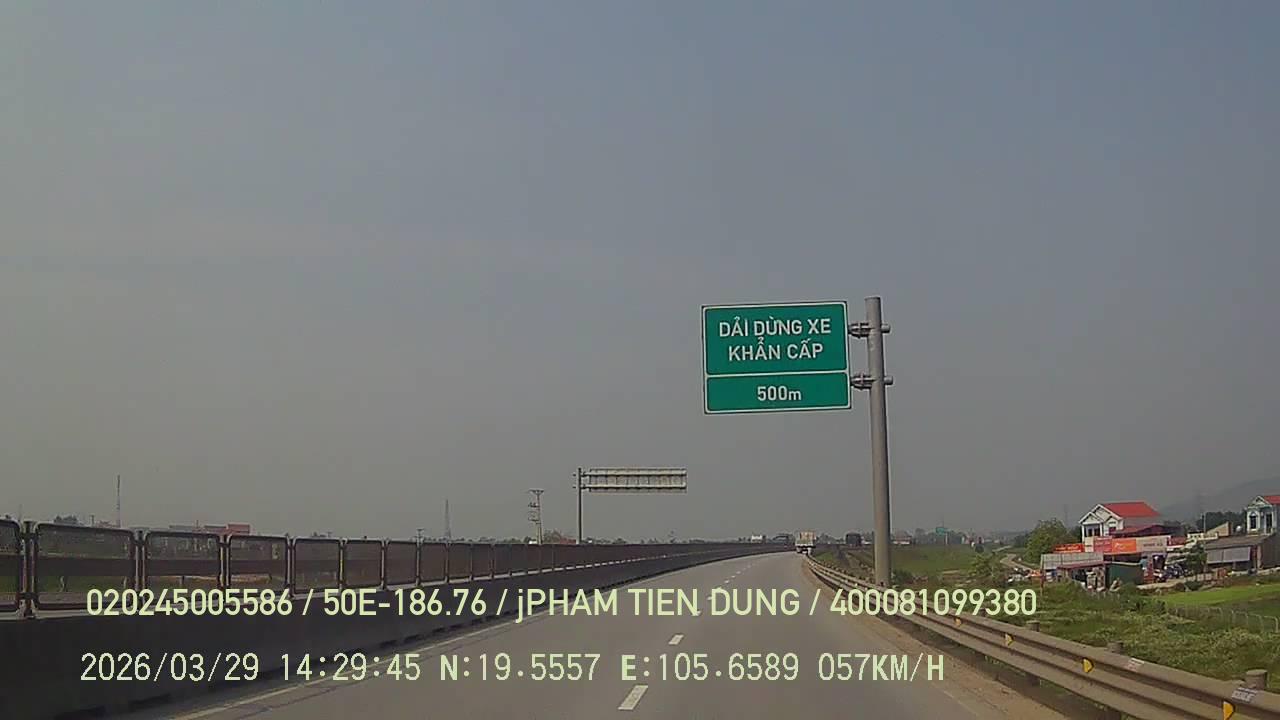 DẢI DỪNG XE
KHẨN CẤP
500m
020245005586 / 50E-186.76 / jPHAM TIEN DUNG / 400081099380
2026/03/29 14:29:45 N:19.5557 E:105.6589 057KM/H